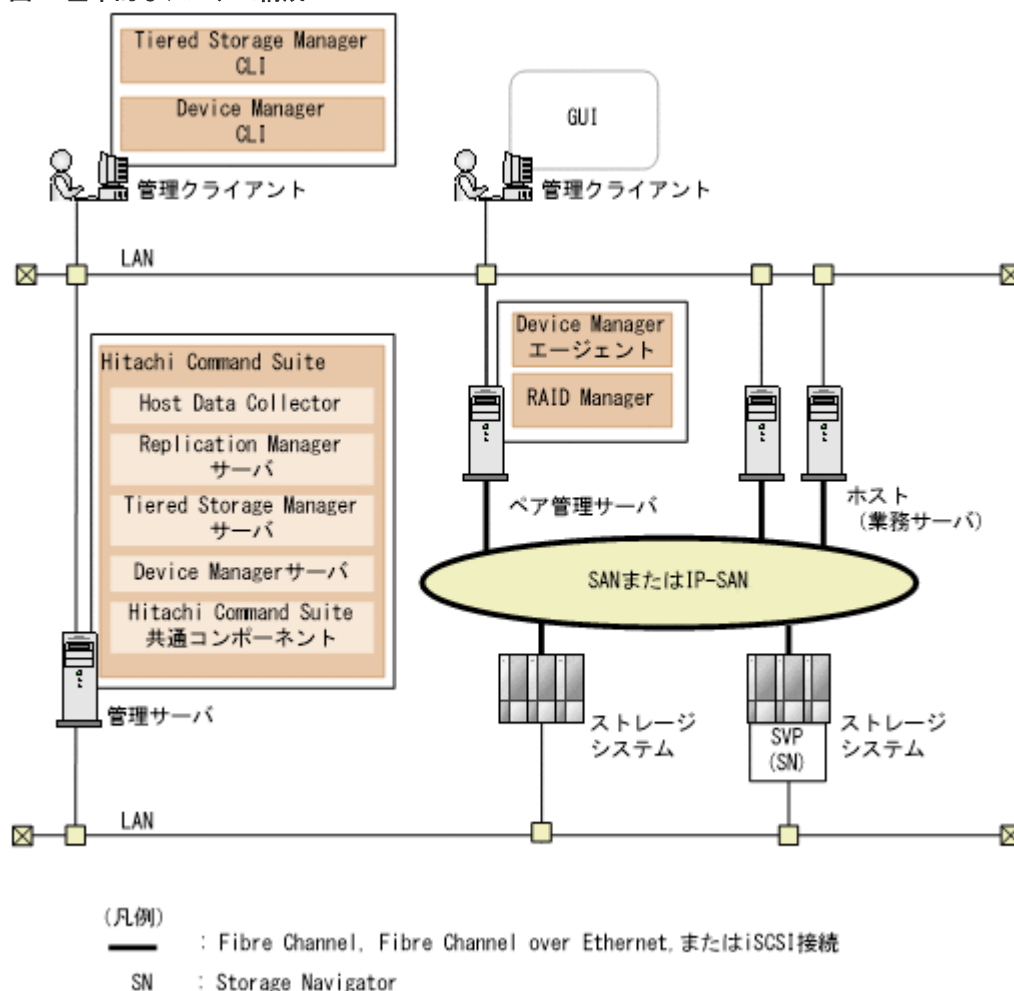 Tiered Storage Manager
CLI
Device Manager
CLI
管理クライアント
GUI
管理クライアント
LAN
Hitachi Command Suite
Host Data Collector
Replication Manager
サーバ
Tiered Storage Manager
サーバ
Device Managerサーバ
Hitachi Command Suite
共通コンポーネント
管理サーバ
Device Manager
エージェント
RAID Manager
ペア管理サーバ
ホスト
(業務サーバ)
SANまたはIP-SAN
ストレージ
システム
SVP
(SN)
ストレージ
システム
LAN
(凡例)
: Fibre Channel, Fibre Channel over Ethernet,またはiSCSI接続
SN : Storage Navigator